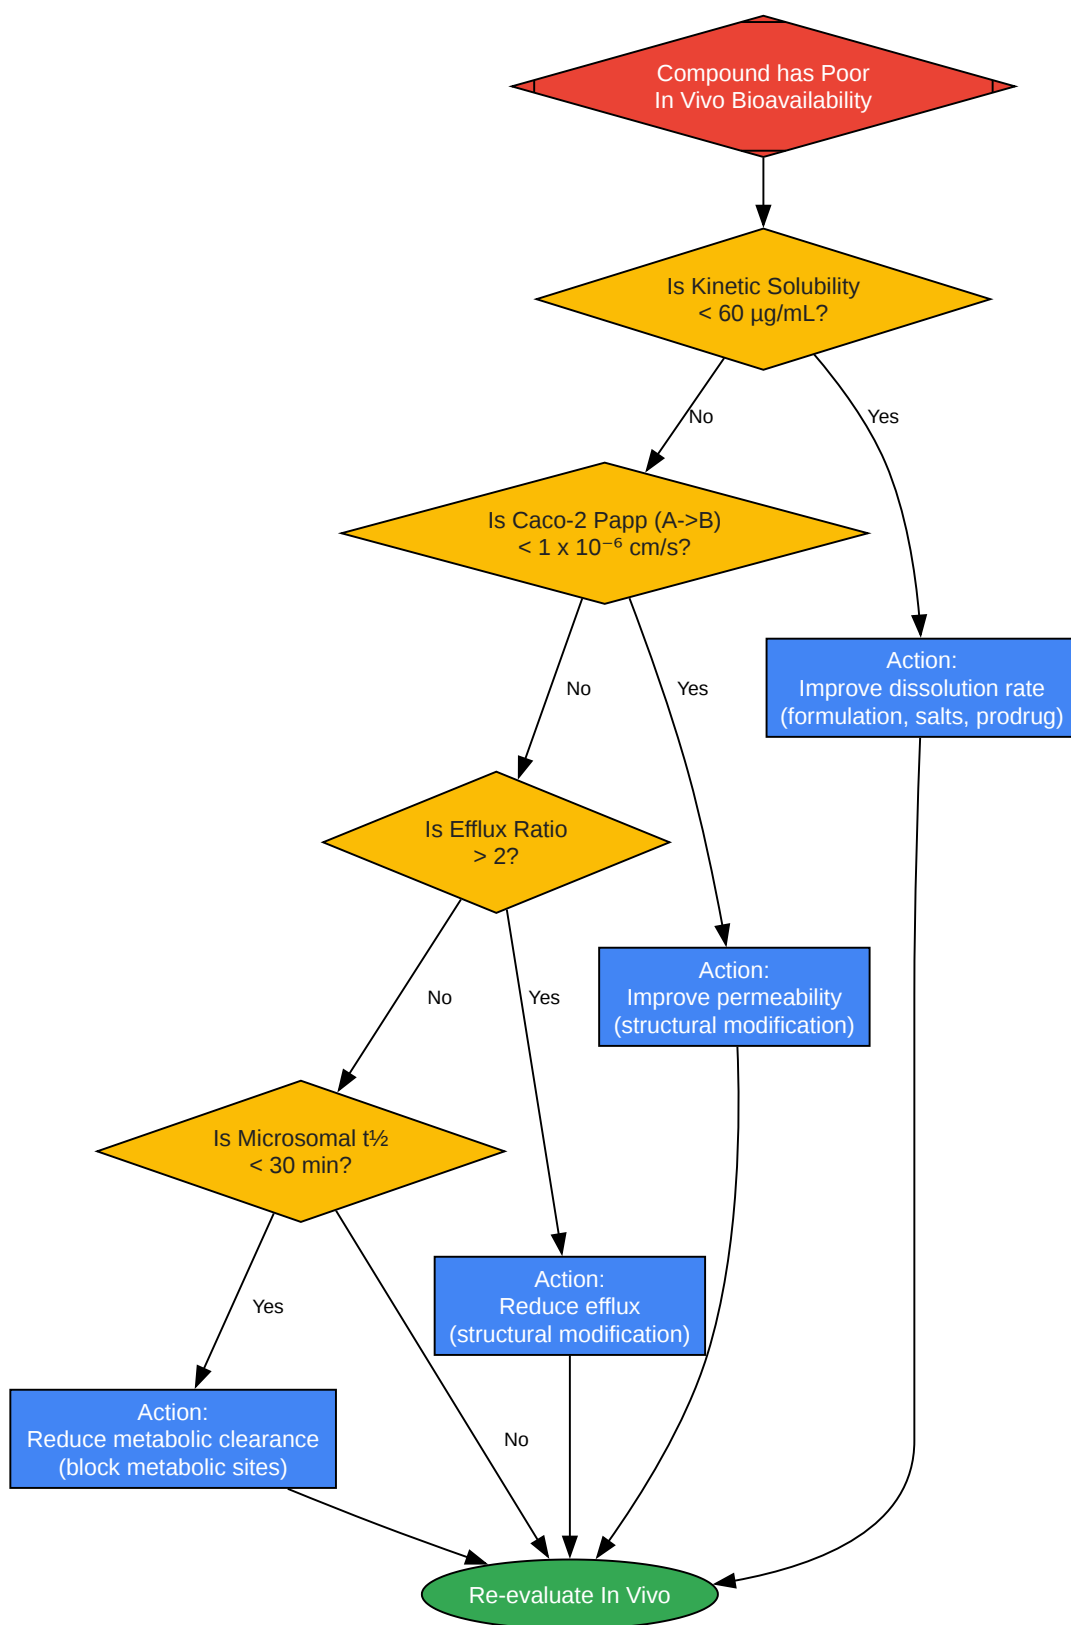 Compound has Poor
In Vivo Bioavailability
Is Kinetic Solubility
< 60 µg/mL?
No
Yes
Is Caco-2 Papp (A->B)
< 1 x 10⁻⁶ cm/s?
Action:
Improve dissolution rate
(formulation, salts, prodrug)
No
Yes
Is Efflux Ratio
> 2?
Action:
Improve permeability
(structural modification)
No
Yes
Is Microsomal t½
< 30 min?
Action:
Reduce efflux
(structural modification)
Yes
Action:
Reduce metabolic clearance
(block metabolic sites)
No
Re-evaluate In Vivo